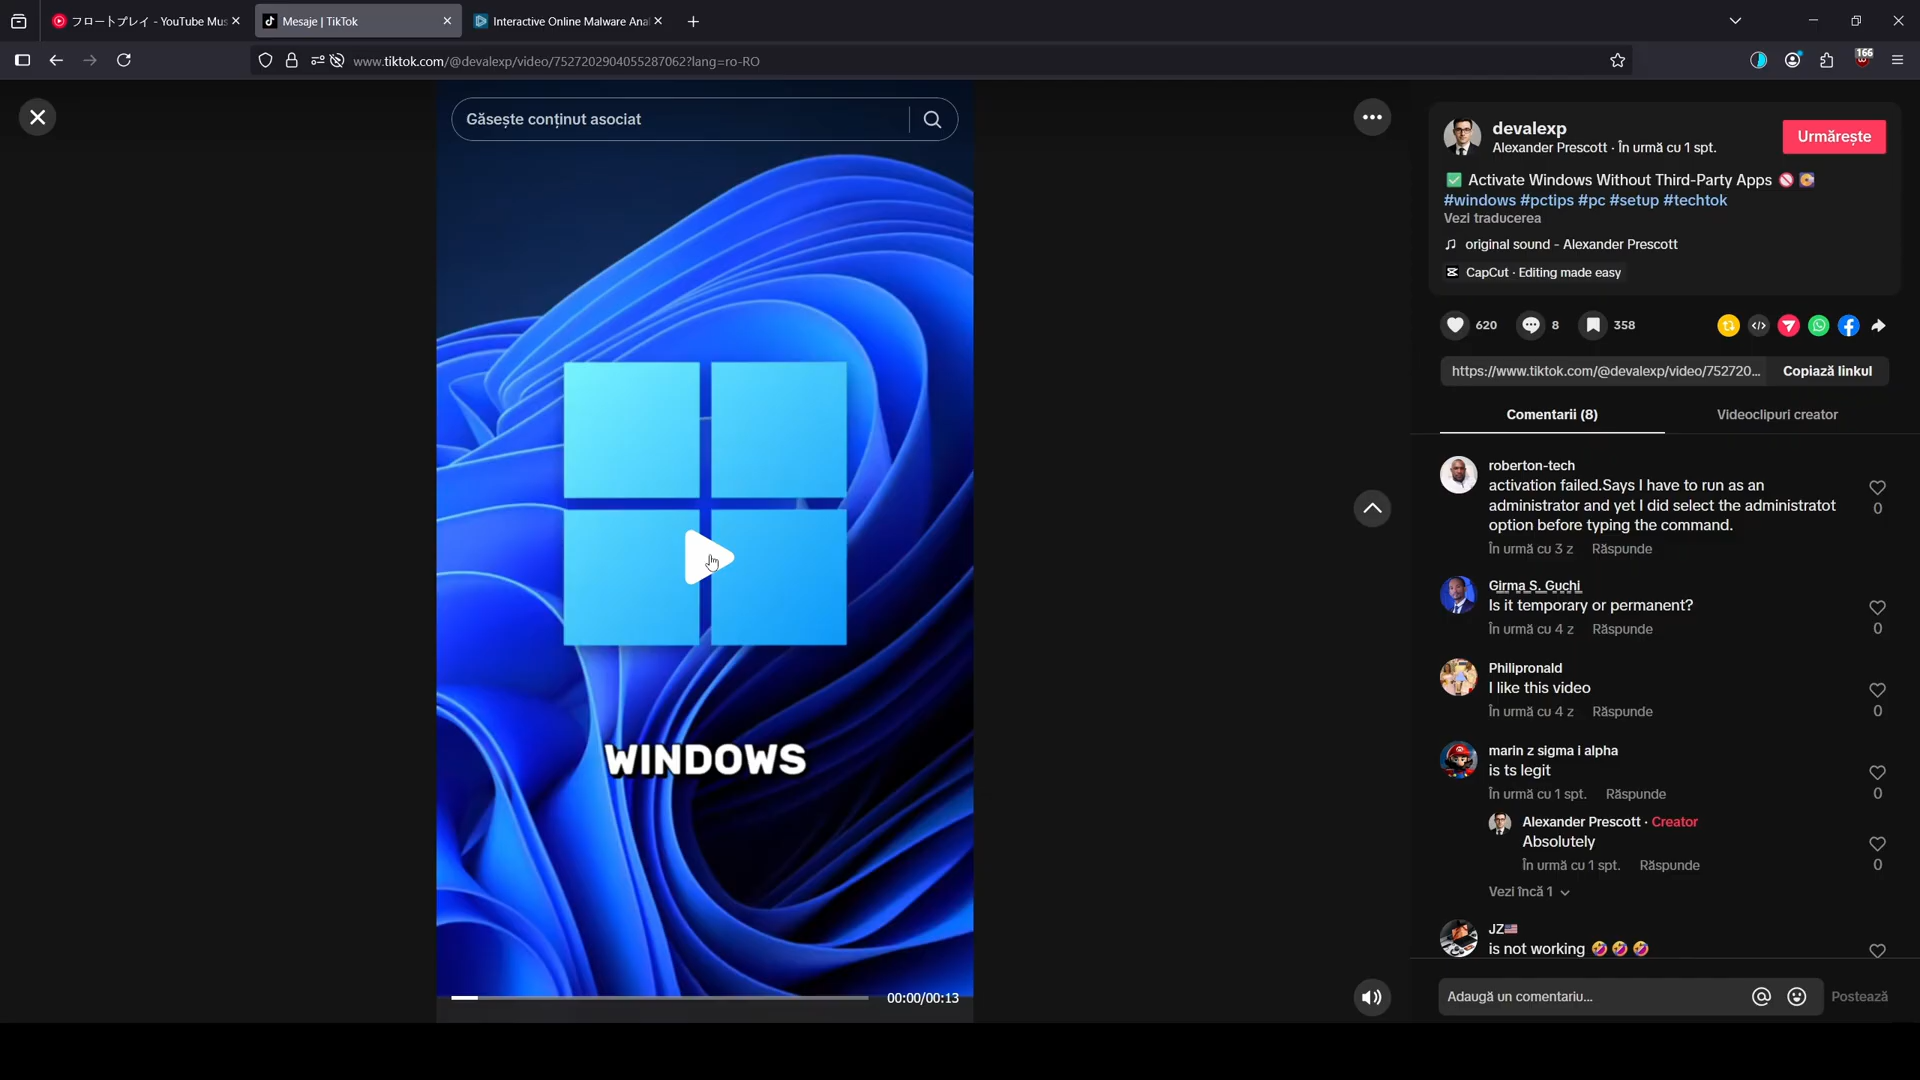 フロートプレイ - YouTube Mus
Mesaje | TikTok
Interactive Online Malware Ana
www.tiktok.com/@devalexp/video/7527202904055287062?lang=ro-RO
166
Găsește conținut asociat
WINDOWS
00:00/00:13
devalexp
Alexander Prescott · În urmă cu 1 spt.
Urmărește
✅ Activate Windows Without Third-Party Apps 🚫
#windows #pctips #pc #setup #techtok
Vezi traducerea
original sound - Alexander Prescott
CapCut · Editing made easy
620
8
358
https://www.tiktok.com/@devalexp/video/752720...
Copiază linkul
Comentarii (8)
Videoclipuri creator
roberton-tech
activation failed.Says I have to run as an
administrator and yet I did select the administratot
option before typing the command.
0
În urmă cu 3 z Răspunde
Girma S. Guchi
Is it temporary or permanent?
În urmă cu 4 z Răspunde
0
Philipronald
I like this video
În urmă cu 4 z Răspunde
0
marin z sigma i alpha
is ts legit
În urmă cu 1 spt. Răspunde
0
Alexander Prescott · Creator
Absolutely
În urmă cu 1 spt. Răspunde
0
Vezi încă 1
JZ🇺🇸
is not working 🤣🤣🤣
Adaugă un comentariu...
Postează